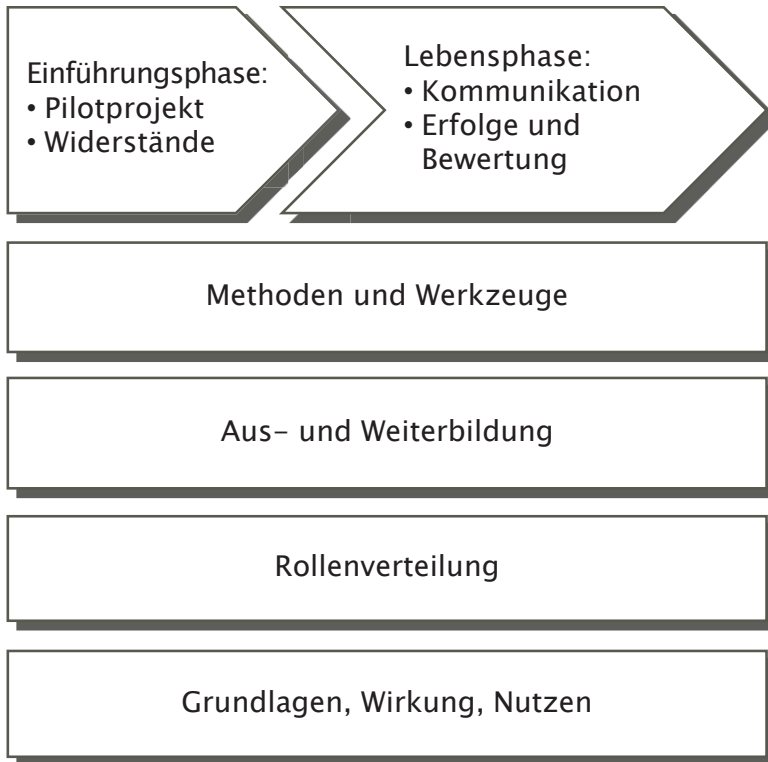 Einführungsphase:
• Pilotprojekt
• Widerstände
Lebensphase:
• Kommunikation
• Erfolge und
Bewertung
Methoden und Werkzeuge
Aus- und Weiterbildung
Rollenverteilung
Grundlagen, Wirkung, Nutzen